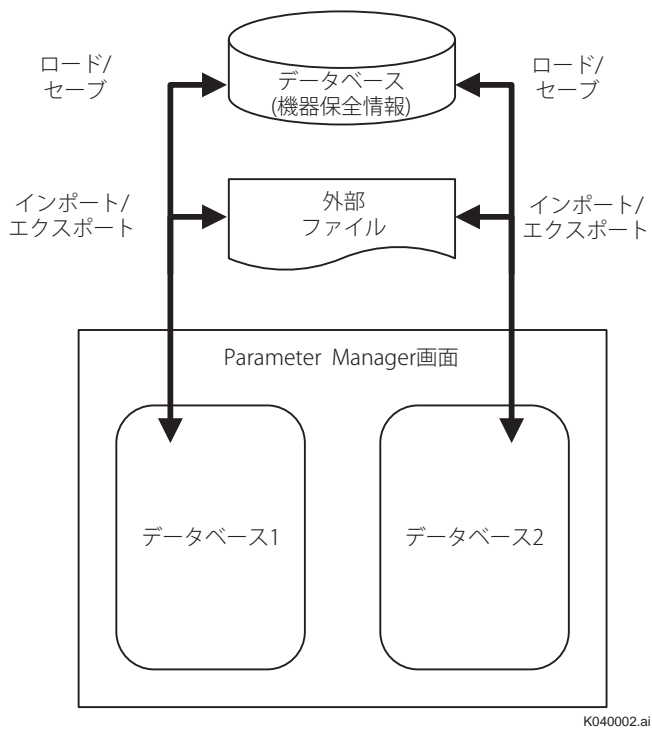 ロード/
セーブ
データベース
(機器保全情報)
ロード/
セーブ
インポート/
エクスポート
外部
ファイル
インポート/
エクスポート
Parameter Manager画面
データベース1
データベース2
K040002.ai